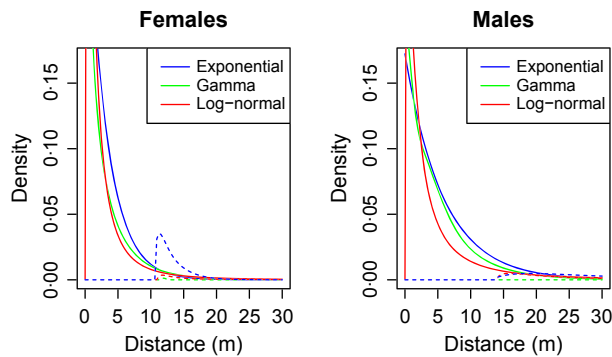 Females
Density
0·00 0·05 0·10 0·15
Exponential
Gamma
Log−normal
0 5 10 15 20 25 30
Distance (m)
Males
Density
0·00 0·05 0·10 0·15
Exponential
Gamma
Log−normal
0 5 10 15 20 25 30
Distance (m)